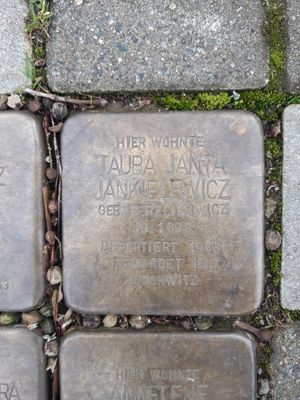 HIER WOHNTE
TAUBA JANTA
JANKIELEWICZ
GEB.
JG.
DEPORTIERT
ERMORDET IN
AUSCHWITZ
HIER WOHNTE